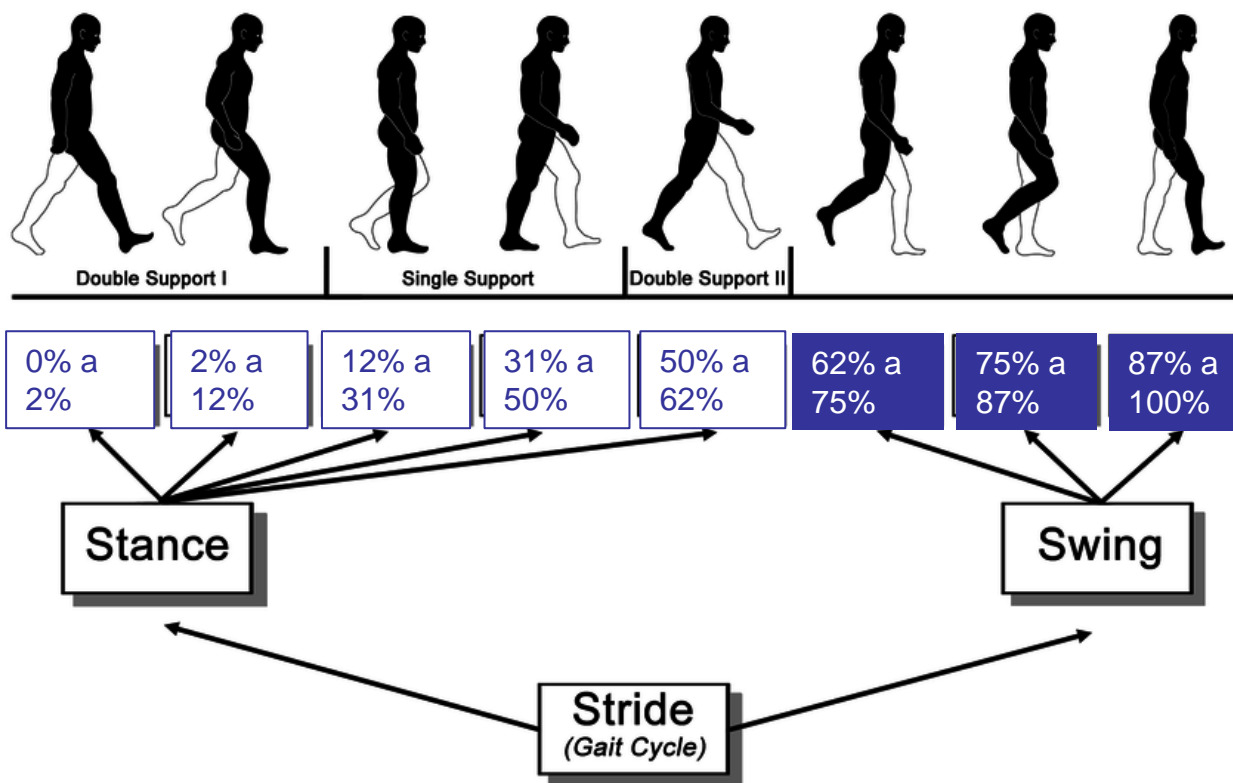 Double Support I
Single Support
Double Support II
0% a
2%
2% a
12%
12% a
31%
31% a
50%
50% a
62%
62% a
75%
75% a
87%
87% a
100%
Stance
Swing
Stride
(Gait Cycle)